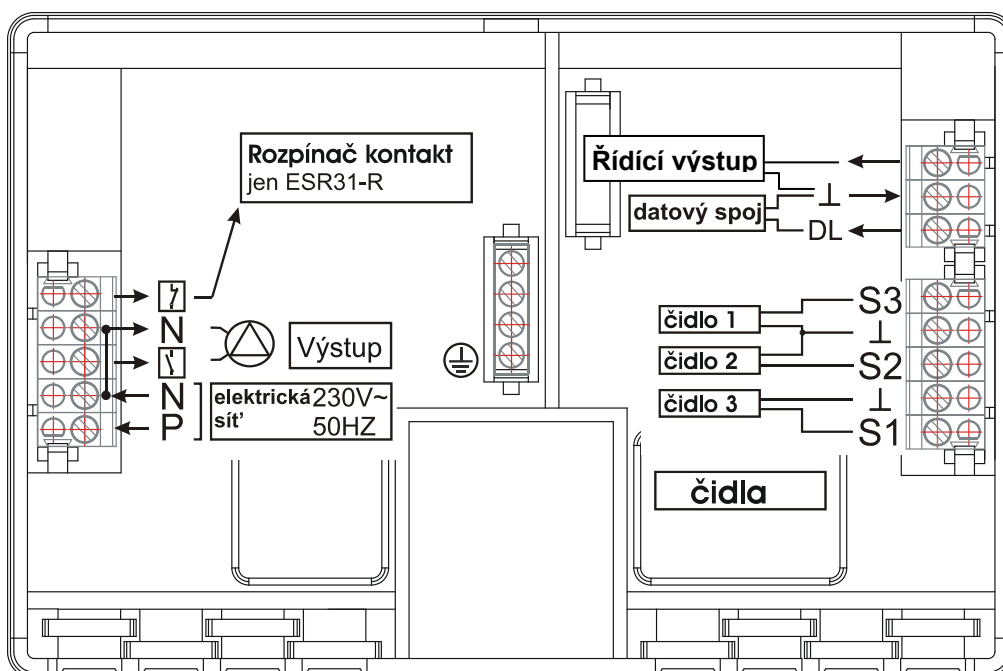 Rozpínač kontakt
jen ESR31-R
N
Výstup
N
P
elektrická 230V~
síť' 50HZ
Řídící výstup
⊥
datový spoj
DL
čidlo 1
S3
⊥
čidlo 2
S2
⊥
čidlo 3
S1
čidla